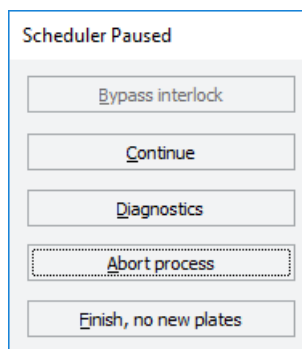 Scheduler Paused
Bypass interlock
Continue
Diagnostics
Abort process
Finish, no new plates